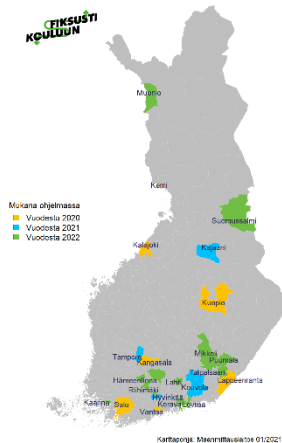 FIKSUSTI
KOULUUN
Muonio
Kemi
Suomussalmi
Mukana ohjelmassa
Vuodesta 2020
Vuodesta 2021
Vuodesta 2022
Kalajoki
Kajaani
Kuopio
Tampere
Kangasala
Mikkeli
Puumala
Taipalsaari
Hämeenlinna
Lahti
Lappeenranta
Riihimäki
Kouvola
Kaarina
Salo
Hyvinkää
Kerava
Loviisa
Vantaa
Karttapohja: Maanmittauslaitos 01/2021